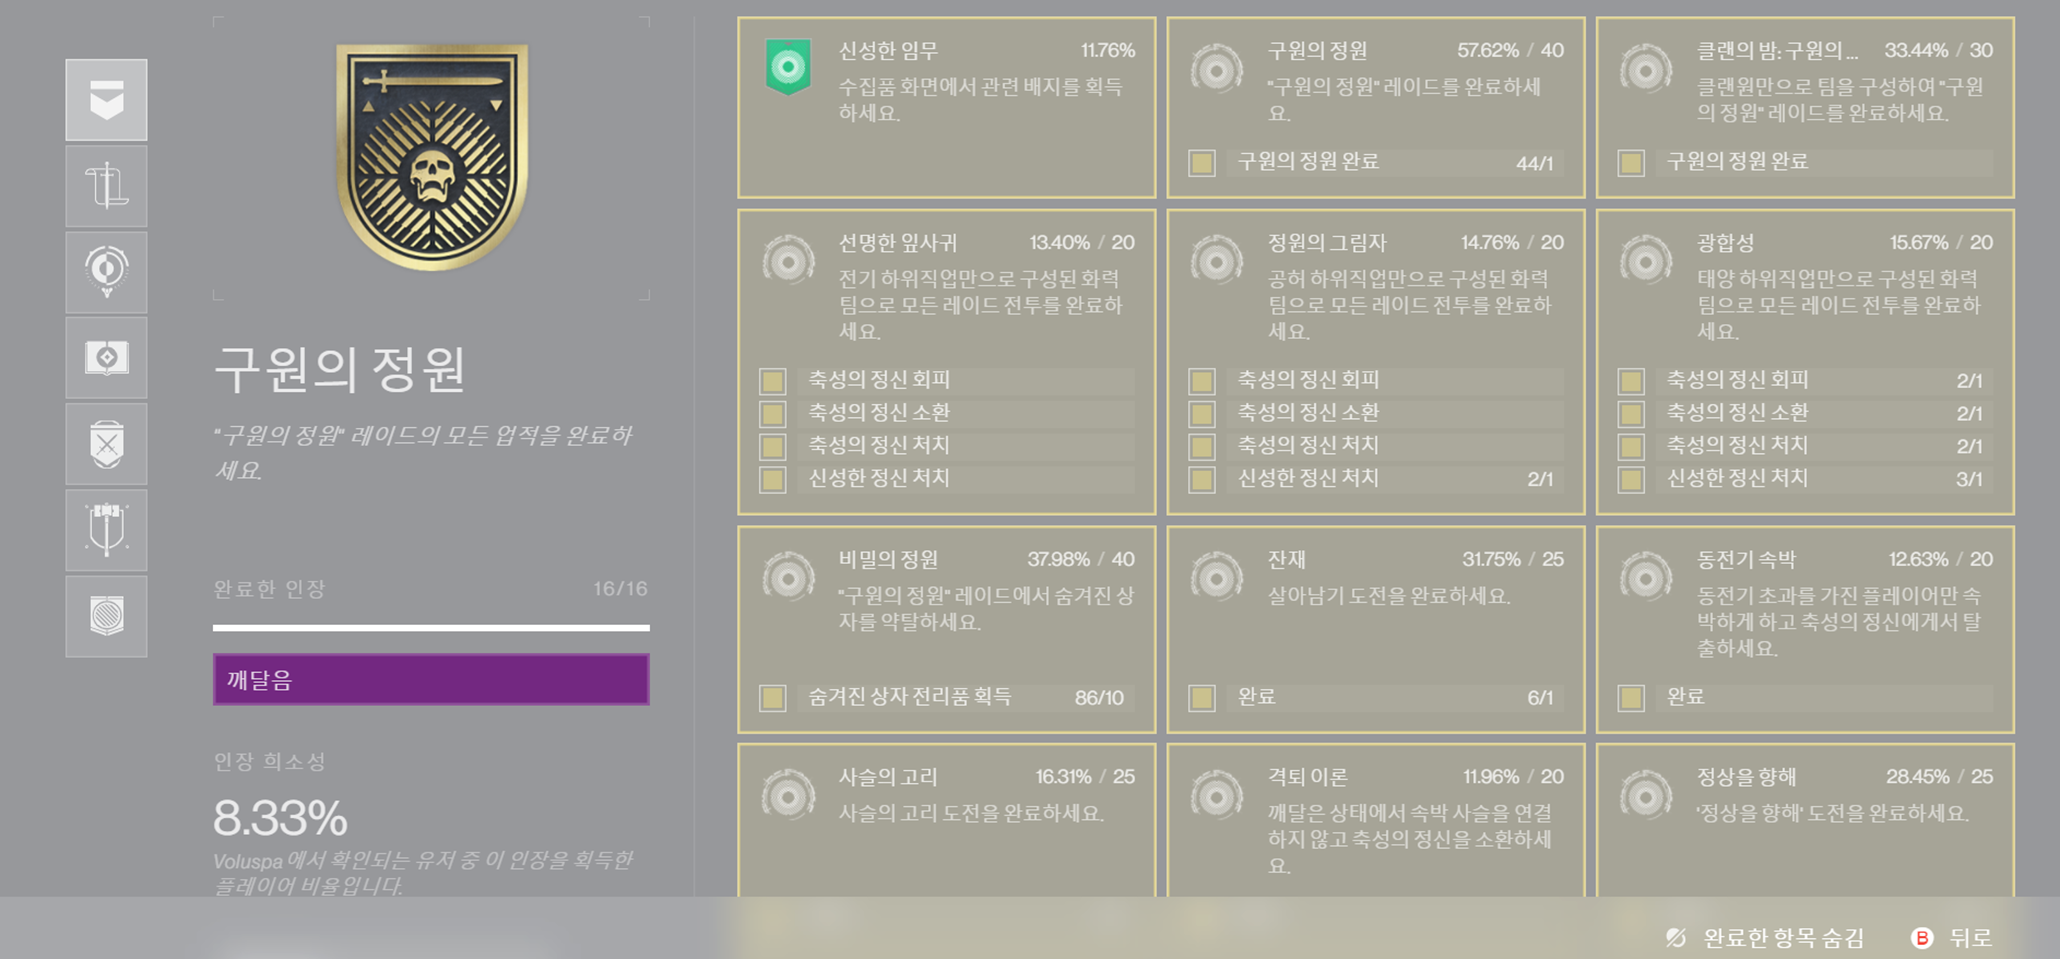 구원의 정원
"구원의 정원" 레이드의 모든 업적을 완료하
세요.
완료한 인장 16/16
깨달음
인장 희소성
8.33%
Voluspa 에서 확인되는 유저 중 이 인장을 획득한
플레이어 비율입니다.
신성한 임무 11.76%
수집품 화면에서 관련 배지를 획득
하세요.
구원의 정원 57.62% / 40
"구원의 정원" 레이드를 완료하세
요.
구원의 정원 완료 44/1
클랜의 밤: 구원의... 33.44% / 30
클랜원만으로 팀을 구성하여 "구원
의 정원" 레이드를 완료하세요.
구원의 정원 완료
선명한 잎사귀 13.40% / 20
전기 하위직업만으로 구성된 화력
팀으로 모든 레이드 전투를 완료하
세요.
축성의 정신 회피
축성의 정신 소환
축성의 정신 처치
신성한 정신 처치
정원의 그림자 14.76% / 20
공허 하위직업만으로 구성된 화력
팀으로 모든 레이드 전투를 완료하
세요.
축성의 정신 회피
축성의 정신 소환
축성의 정신 처치
신성한 정신 처치 2/1
광합성 15.67% / 20
태양 하위직업만으로 구성된 화력
팀으로 모든 레이드 전투를 완료하
세요.
축성의 정신 회피 2/1
축성의 정신 소환 2/1
축성의 정신 처치 2/1
신성한 정신 처치 3/1
비밀의 정원 37.98% / 40
"구원의 정원" 레이드에서 숨겨진 상
자를 약탈하세요.
숨겨진 상자 전리품 획득 86/10
잔재 31.75% / 25
살아남기 도전을 완료하세요.
완료 6/1
동전기 속박 12.63% / 20
동전기 초과를 가진 플레이어만 속
박하게 하고 축성의 정신에게서 탈
출하세요.
완료
사슬의 고리 16.31% / 25
사슬의 고리 도전을 완료하세요.
격퇴 이론 11.96% / 20
깨달은 상태에서 속박 사슬을 연결
하지 않고 축성의 정신을 소환하세
요.
정상을 향해 28.45% / 25
'정상을 향해' 도전을 완료하세요.
완료한 항목 숨김
B 뒤로